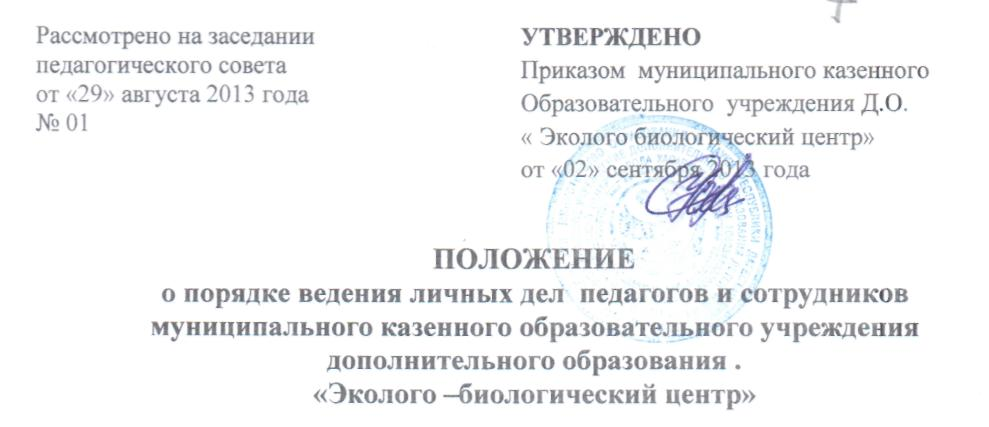 Рассмотрено на заседании
педагогического совета
от «29» августа 2013 года
№ 01
УТВЕРЖДЕНО
Приказом муниципального казенного
Образовательного учреждения Д.О.
« Эколого биологический центр»
от «02» сентября 2013 года
ПОЛОЖЕНИЕ
о порядке ведения личных дел педагогов и сотрудников
муниципального казенного образовательного учреждения
дополнительного образования .
«Эколого –биологический центр»